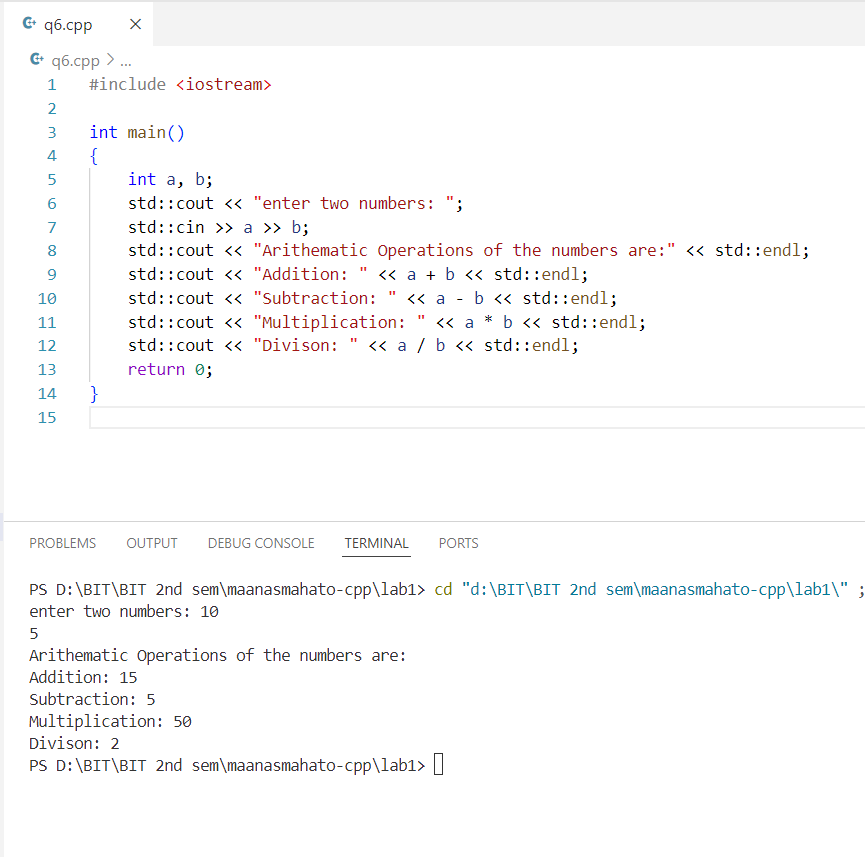 q6.cpp
q6.cpp > ...
1 #include <iostream>
2
3 int main()
4 {
5     int a, b;
6     std::cout << "enter two numbers: ";
7     std::cin >> a >> b;
8     std::cout << "Arithematic Operations of the numbers are:" << std::endl;
9     std::cout << "Addition: " << a + b << std::endl;
10     std::cout << "Subtraction: " << a - b << std::endl;
11     std::cout << "Multiplication: " << a * b << std::endl;
12     std::cout << "Divison: " << a / b << std::endl;
13     return 0;
14 }
15
PROBLEMS OUTPUT DEBUG CONSOLE TERMINAL PORTS
PS D:\BIT\BIT 2nd sem\maanasmahato-cpp\lab1> cd "d:\BIT\BIT 2nd sem\maanasmahato-cpp\lab1\" ;
enter two numbers: 10
5
Arithematic Operations of the numbers are:
Addition: 15
Subtraction: 5
Multiplication: 50
Divison: 2
PS D:\BIT\BIT 2nd sem\maanasmahato-cpp\lab1>